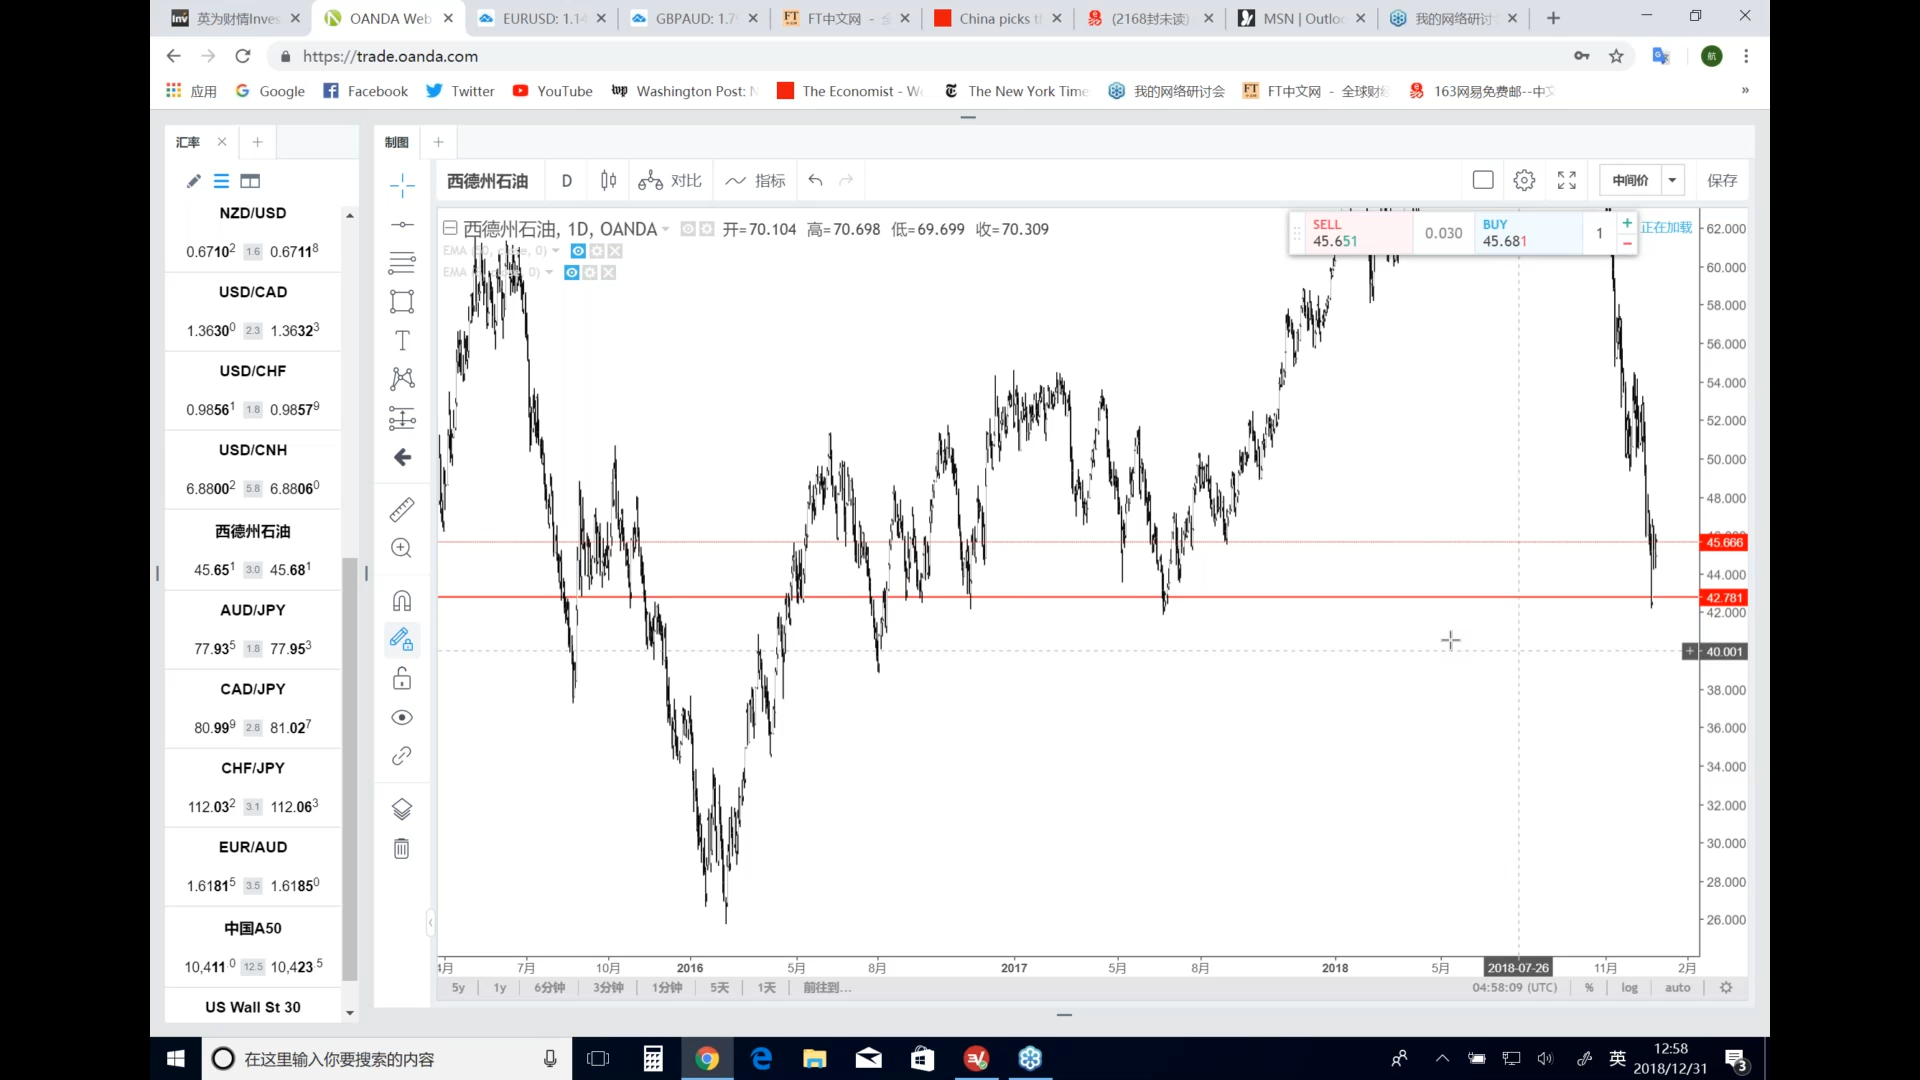 英为财情Inves
OANDA Web
EURUSD: 1.14
GBPAUD: 1.79
FT中文网 -
China picks t
(2168封未读)
MSN | Outloo
我的网络研讨
https://trade.oanda.com
航
应用
Google
Facebook
Twitter
YouTube
Washington Post: N
The Economist - W
The New York Time
我的网络研讨会
FT中文网 - 全球财经
163网易免费邮--中文
汇率
制图
西德州石油
D
对比
指标
中间价
保存
NZD/USD
0.67102 1.6 0.67118
USD/CAD
1.36300 2.3 1.36323
USD/CHF
0.98561 1.8 0.98579
USD/CNH
6.88002 5.8 6.88060
西德州石油
45.651 3.0 45.681
AUD/JPY
77.935 1.8 77.953
CAD/JPY
80.999 2.8 81.027
CHF/JPY
112.032 3.1 112.063
EUR/AUD
1.61815 3.5 1.61850
中国A50
10,411.0 12.5 10,423.5
US Wall St 30
西德州石油, 1D, OANDA 开=70.104 高=70.698 低=69.699 收=70.309
SELL
45.651
0.030
BUY
45.681
1
正在加载
62.000
60.000
58.000
56.000
54.000
52.000
50.000
48.000
45.666
44.000
42.781
42.000
40.001
38.000
36.000
34.000
32.000
30.000
28.000
26.000
4月 7月 10月 2016 5月 8月 2017 5月 8月 2018 5月 2018-07-26 11月 2月
5y 1y 6分钟 3分钟 1分钟 5天 1天 前往到... 04:58:09 (UTC) % log auto
在这里输入你要搜索的内容
英
12:58
2018/12/31
3